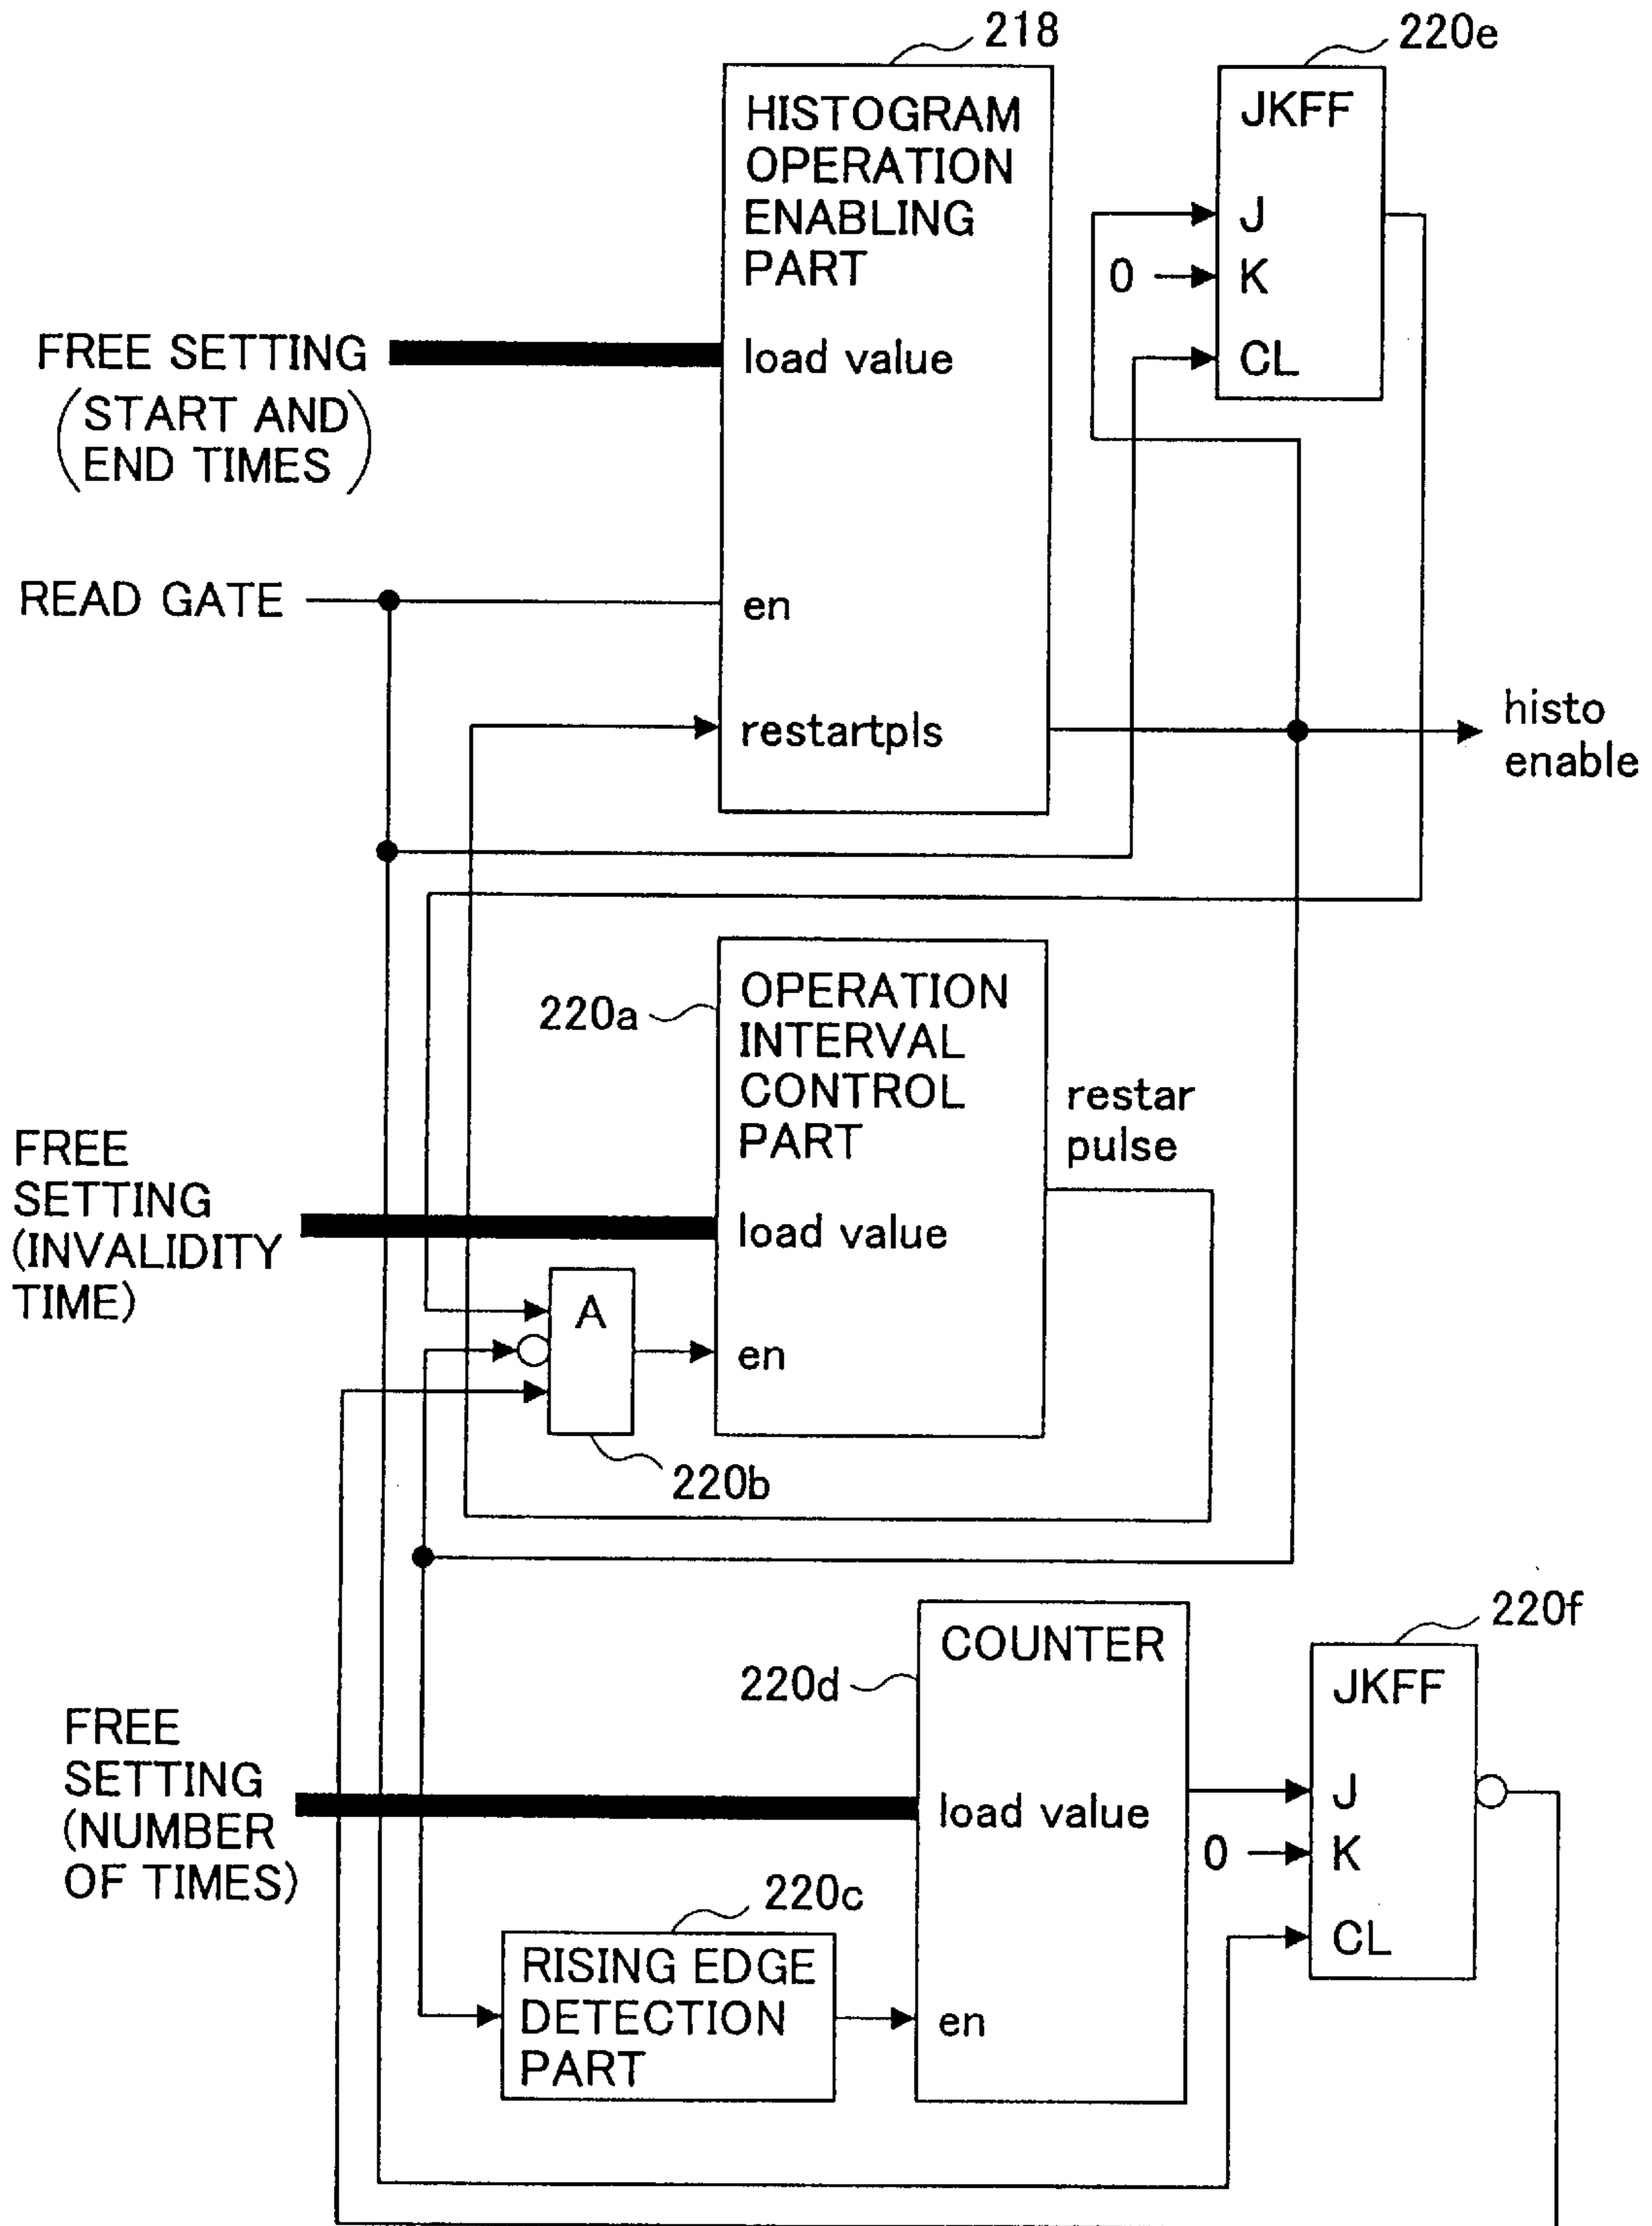 218
220e
HISTOGRAM
OPERATION
ENABLING
PART
load value
en
restartpls
JKFF
J
0
K
CL
FREE SETTING
(START AND
END TIMES)
READ GATE
histo
enable
220a
OPERATION
INTERVAL
CONTROL
PART
load value
en
restar
pulse
FREE
SETTING
(INVALIDITY
TIME)
A
220b
220f
COUNTER
220d
load value
en
JKFF
J
0
K
CL
FREE
SETTING
(NUMBER
OF TIMES)
220c
RISING EDGE
DETECTION
PART